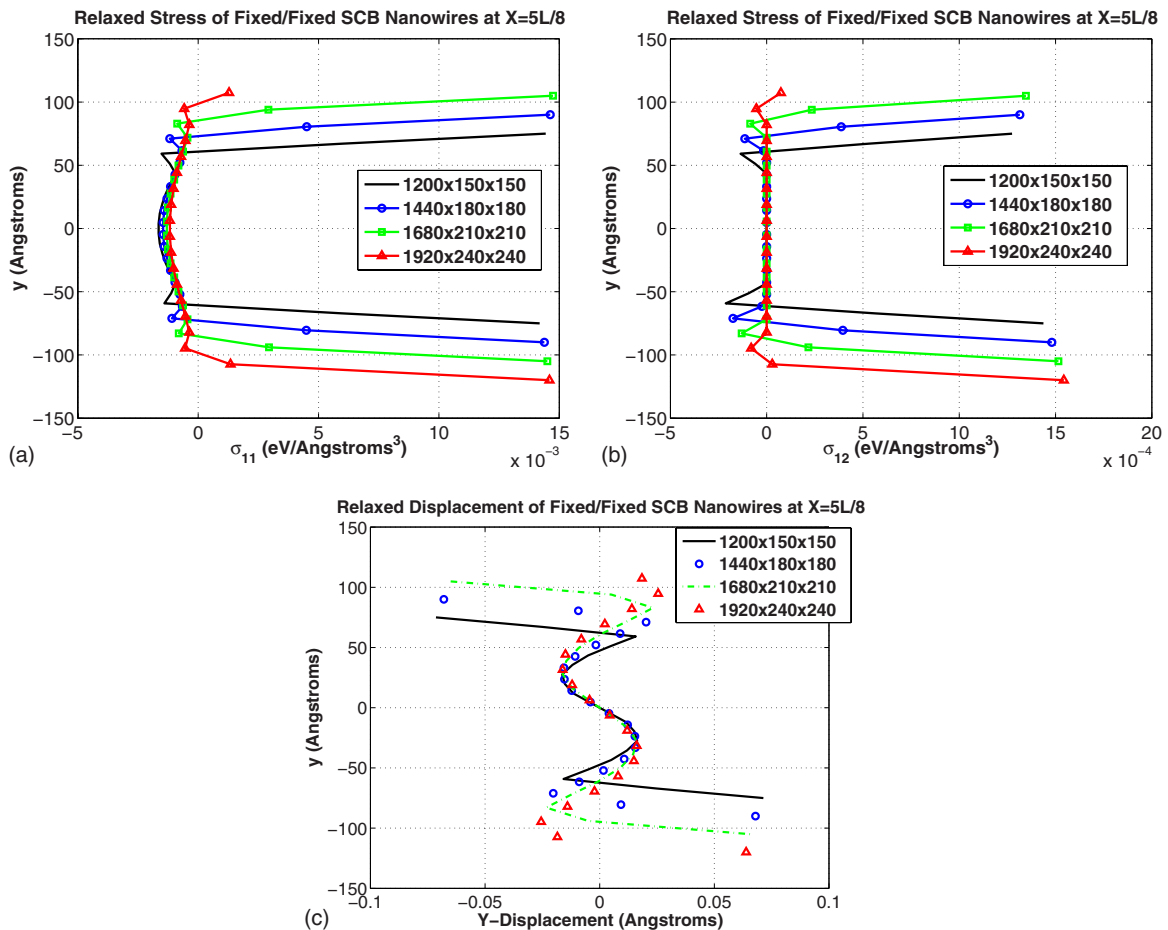 Relaxed Stress of Fixed/Fixed SCB Nanowires at X=5L/8
150
100
50
0
−50
−100
−150
y (Angstroms)
1200x150x150
1440x180x180
1680x210x210
1920x240x240
−5
0
5
10
15
x 10⁻³
σ₁₁ (eV/Angstroms³)
(a)
Relaxed Stress of Fixed/Fixed SCB Nanowires at X=5L/8
150
100
50
0
−50
−100
−150
y (Angstroms)
1200x150x150
1440x180x180
1680x210x210
1920x240x240
−5
0
5
10
15
20
x 10⁻⁴
σ₁₂ (eV/Angstroms³)
(b)
Relaxed Displacement of Fixed/Fixed SCB Nanowires at X=5L/8
150
100
50
0
−50
−100
−150
y (Angstroms)
1200x150x150
1440x180x180
1680x210x210
1920x240x240
−0.1
−0.05
0
0.05
0.1
Y−Displacement (Angstroms)
(c)